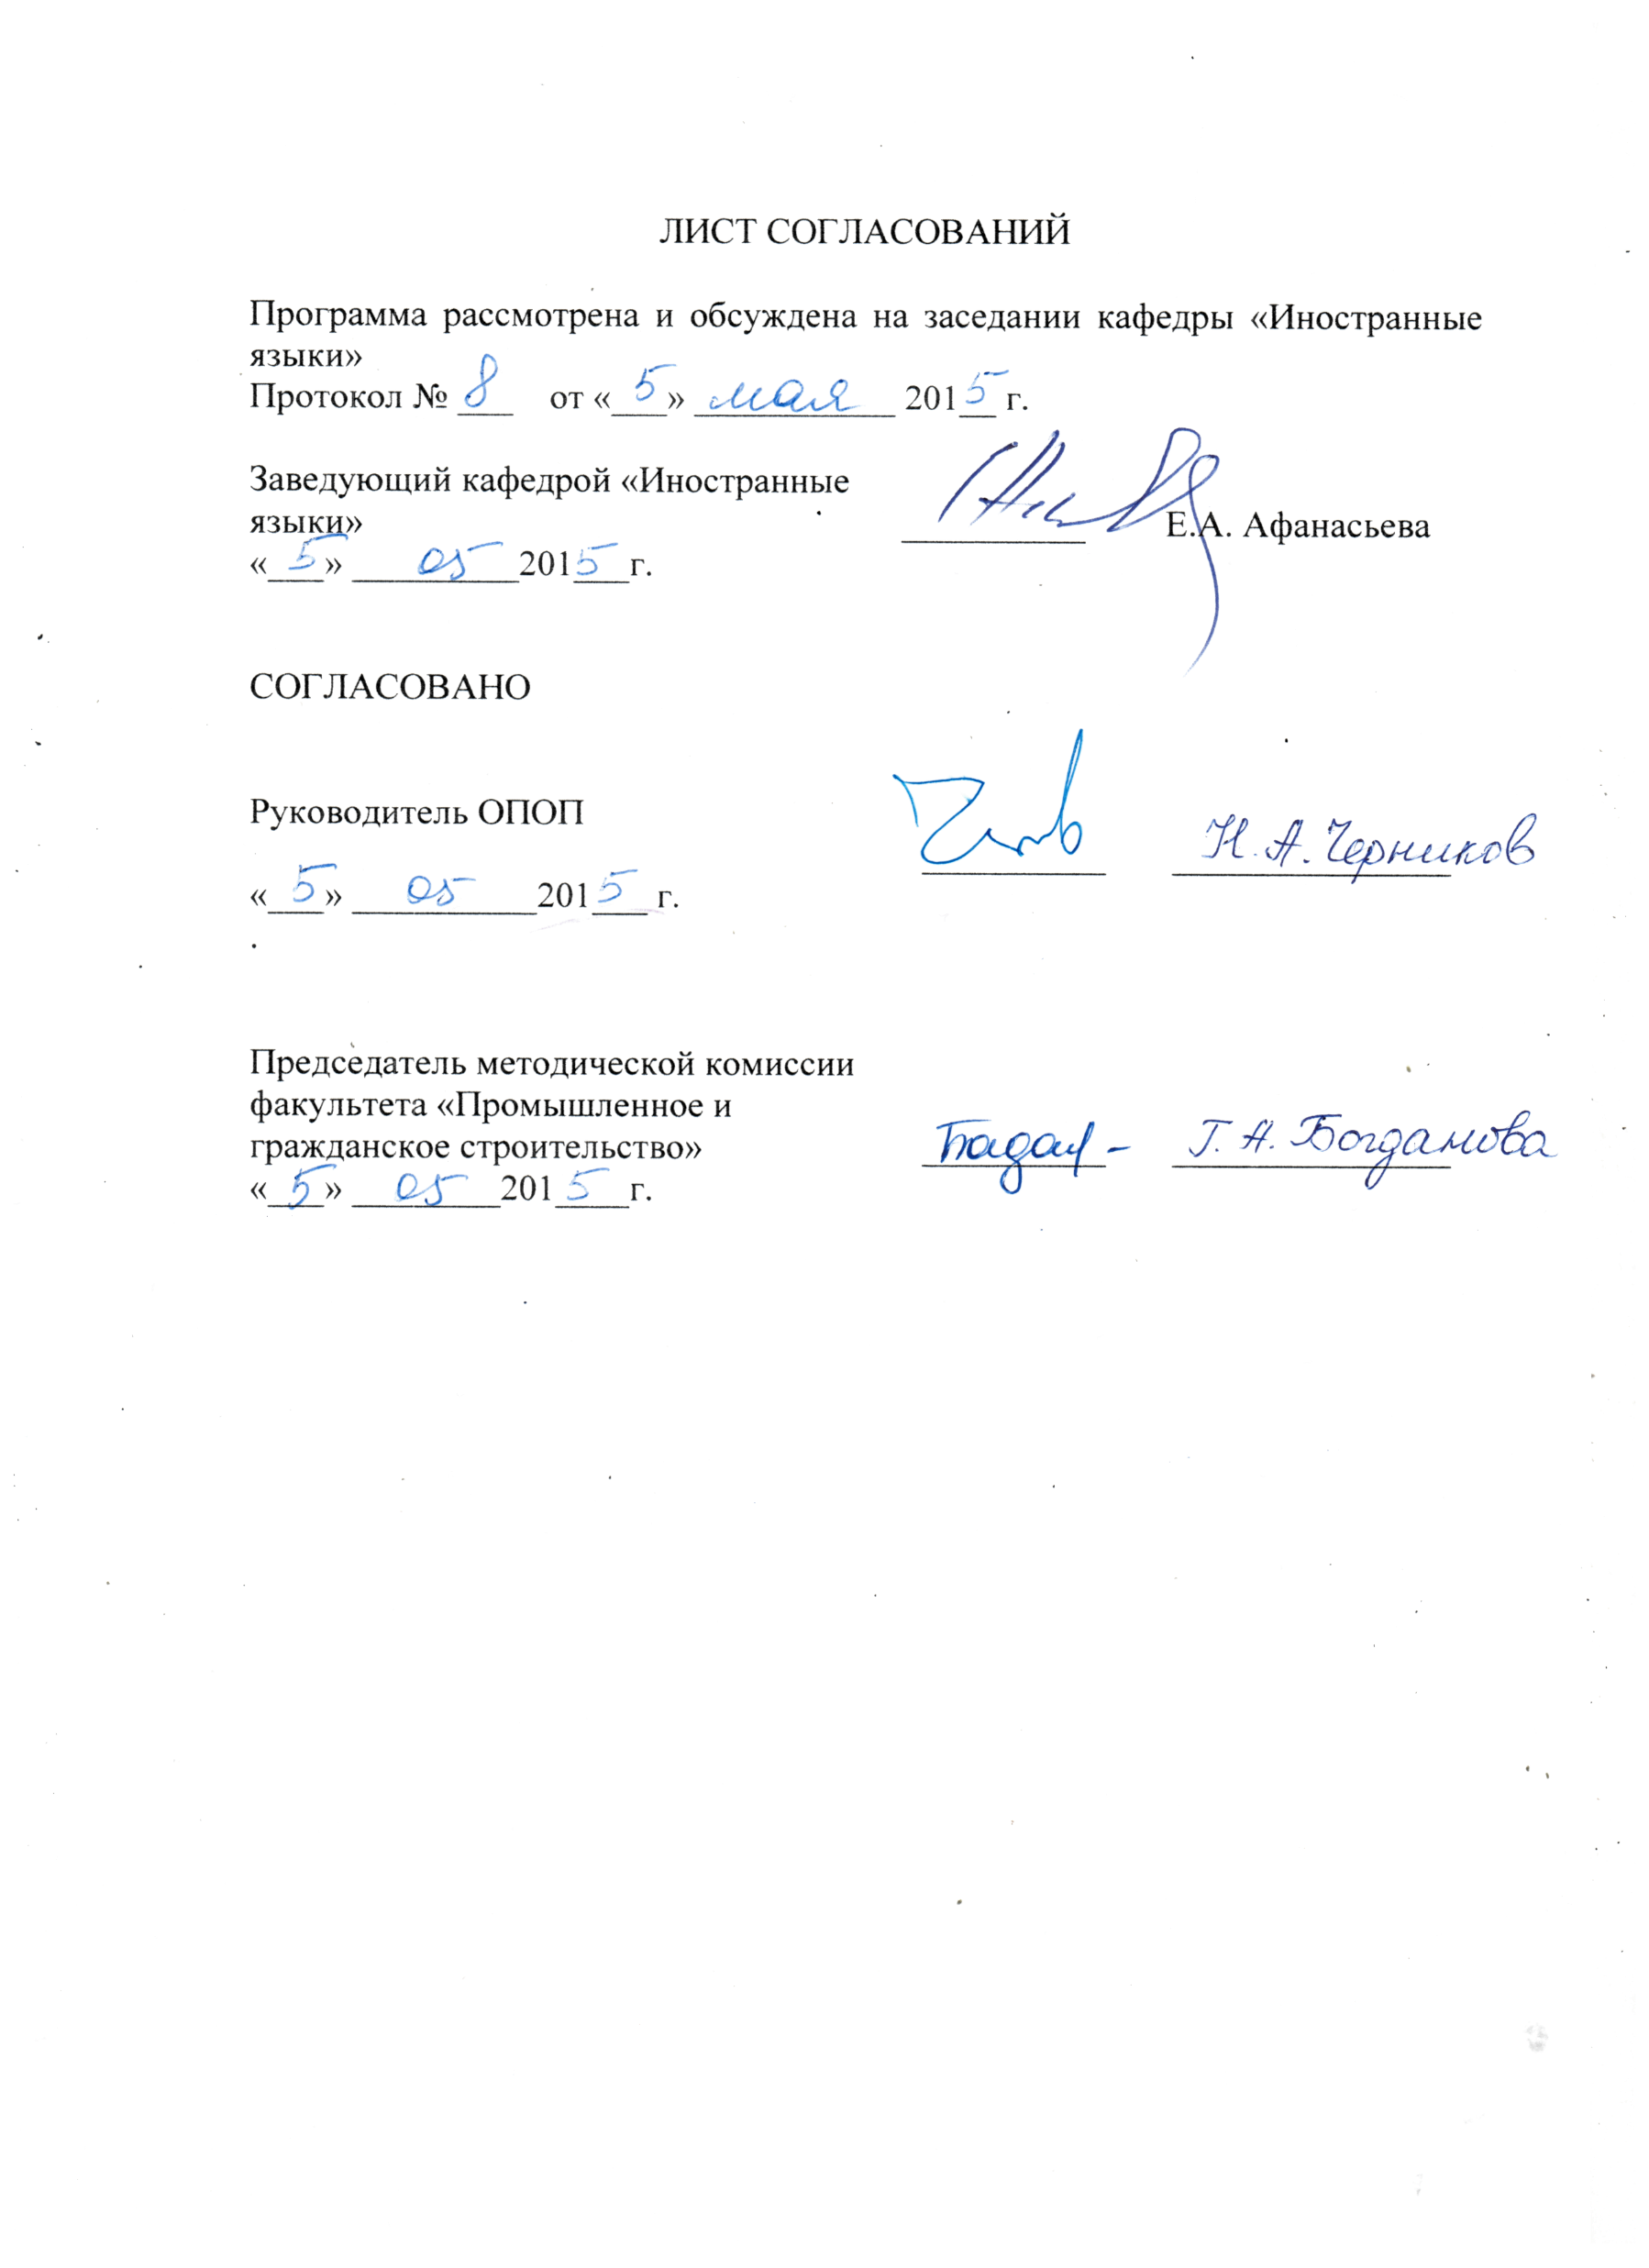 ЛИСТ СОГЛАСОВАНИЙ
Программа рассмотрена и обсуждена на заседании кафедры «Иностранные
языки»
Протокол № 8 от «5» мая 2015 г.
Заведующий кафедрой «Иностранные
языки» Е.А. Афанасьева
«5» 05 2015 г.
СОГЛАСОВАНО
Руководитель ОПОП
Н.А. Черников
«5» 05 2015 г.
Председатель методической комиссии
факультета «Промышленное и
гражданское строительство» Г.А. Богданова
«5» 05 2015 г.